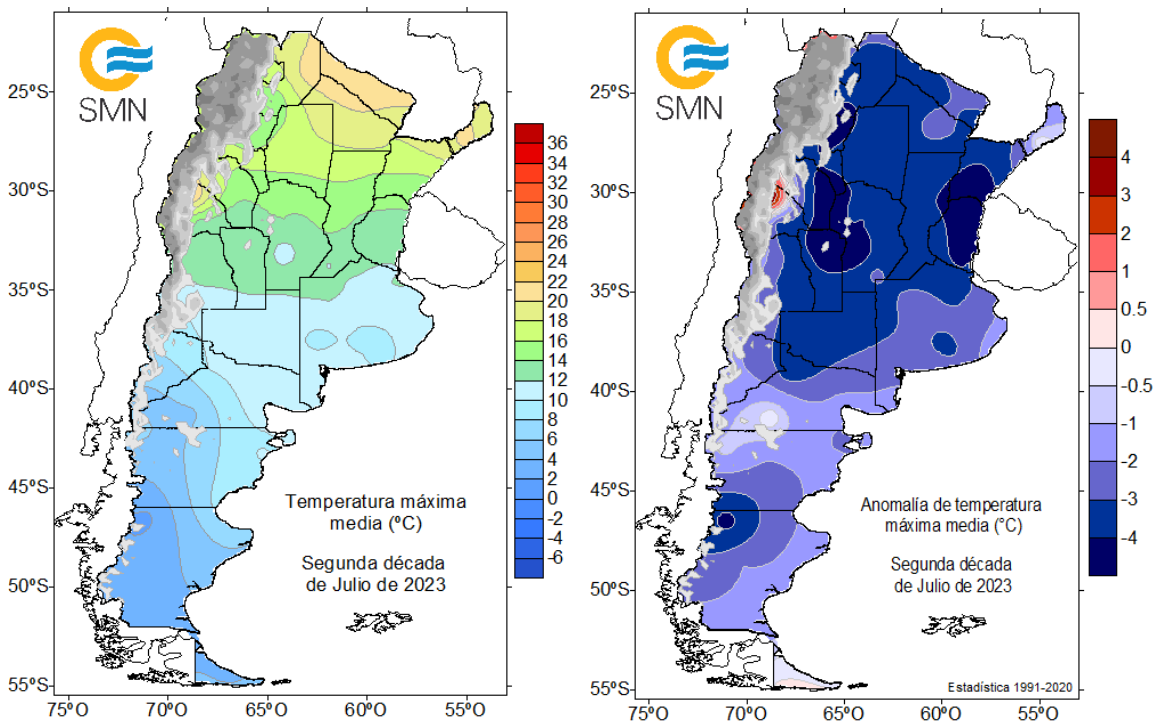 SMN
25ºS
30ºS
35ºS
40ºS
45ºS
50ºS
55ºS
75ºO
70ºO
65ºO
60ºO
Temperatura máxima
media (ºC)
Segunda década
de Julio de 2023
36
34
32
30
28
26
24
22
20
18
16
14
12
10
8
6
4
2
0
-2
-4
-6
SMN
25ºS
30ºS
35ºS
40ºS
45ºS
50ºS
55ºS
75ºO
70ºO
65ºO
60ºO
Anomalía de temperatura
máxima media (°C)
Segunda década
de Julio de 2023
Estadística 1991-2020
4
3
2
1
0.5
0
-0.5
-1
-2
-3
-4